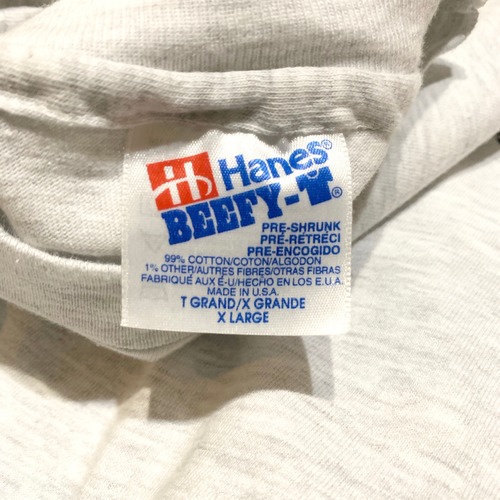 H Hanes®
BEEFY-T®
PRE-SHRUNK
PRÉ-RÉTRÉCI
PRE-ENCOGIDO
99% COTTON/COTON/ALGODON
1% OTHER/AUTRES FIBRES/OTRAS FIBRAS
FABRIQUÉ AUX É-U/HECHO EN LOS E.U.A.
MADE IN U.S.A.
T GRAND/X GRANDE
X LARGE